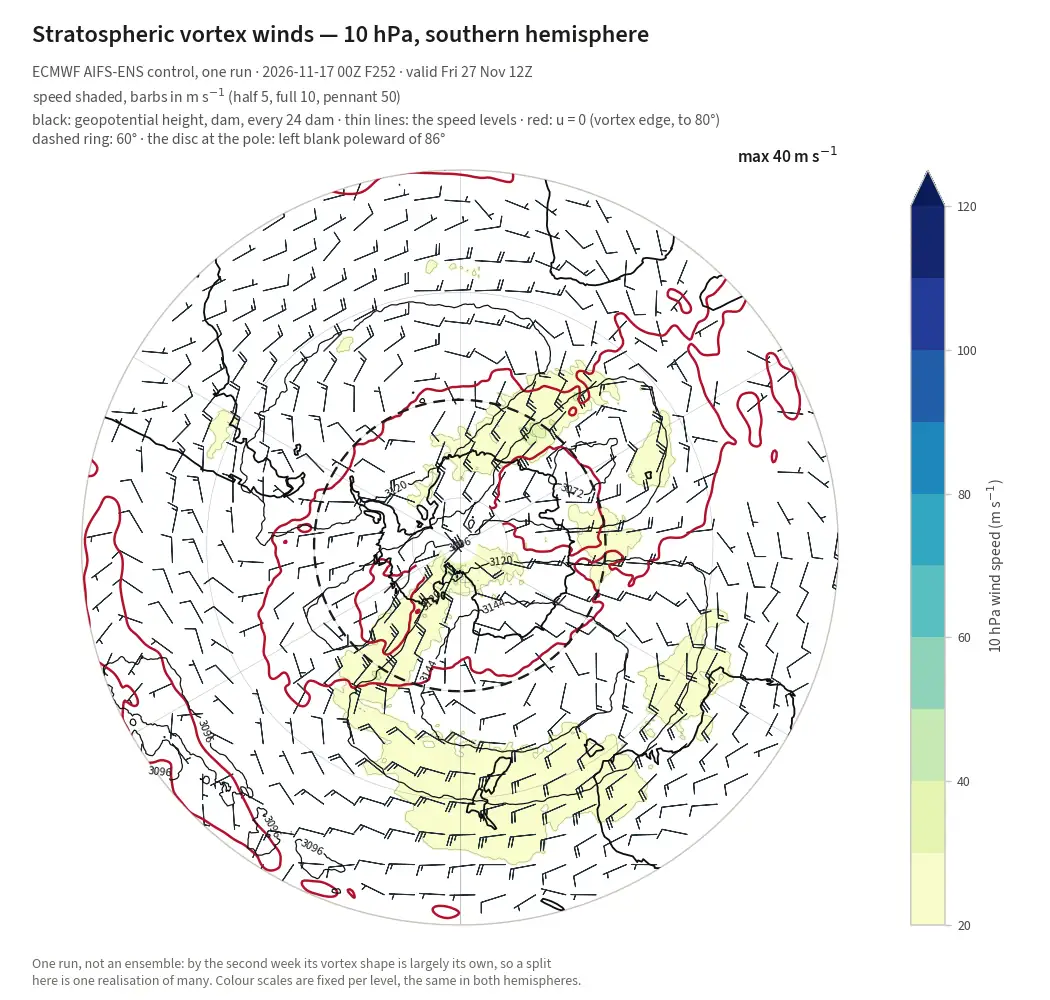 Stratospheric vortex winds — 10 hPa, southern hemisphere
ECMWF AIFS-ENS control, one run · 2026-11-17 00Z F252 · valid Fri 27 Nov 12Z
speed shaded, barbs in m s⁻¹ (half 5, full 10, pennant 50)
black: geopotential height, dam, every 24 dam · thin lines: the speed levels · red: u = 0 (vortex edge, to 80°)
dashed ring: 60° · the disc at the pole: left blank poleward of 86°
max 40 m s⁻¹
120
100
80
60
40
20
10 hPa wind speed (m s⁻¹)
3120
3072
3120
3144
3144
3096
3096
3096
3096
One run, not an ensemble: by the second week its vortex shape is largely its own, so a split
here is one realisation of many. Colour scales are fixed per level, the same in both hemispheres.